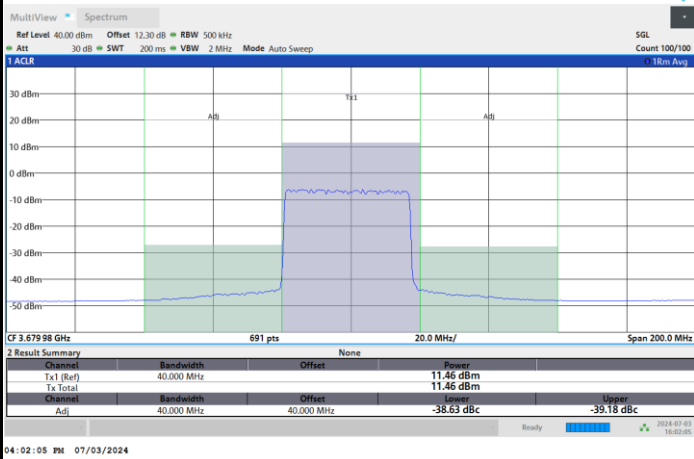 MultiView Spectrum
Ref Level 40.00 dBm Offset 12.30 dB RBW 500 kHz SGL
Att 30 dB SWT 200 ms VBW 2 MHz Mode Auto Sweep Count 100/100
1 ACLR 1Rm Avg
30 dBm
Tx1
20 dBm
Adj Adj
10 dBm
0 dBm
-10 dBm
-20 dBm
-30 dBm
-40 dBm
-50 dBm
CF 3.67998 GHz 691 pts 20.0 MHz/ Span 200.0 MHz
2 Result Summary None
Channel Bandwidth Offset Power
Tx1 (Ref) 40.000 MHz 11.46 dBm
Tx Total 11.46 dBm
Channel Bandwidth Offset Lower Upper
Adj 40.000 MHz 40.000 MHz -38.63 dBc -39.18 dBc
Ready 2024-07-03
16:02:05
04:02:05 PM 07/03/2024